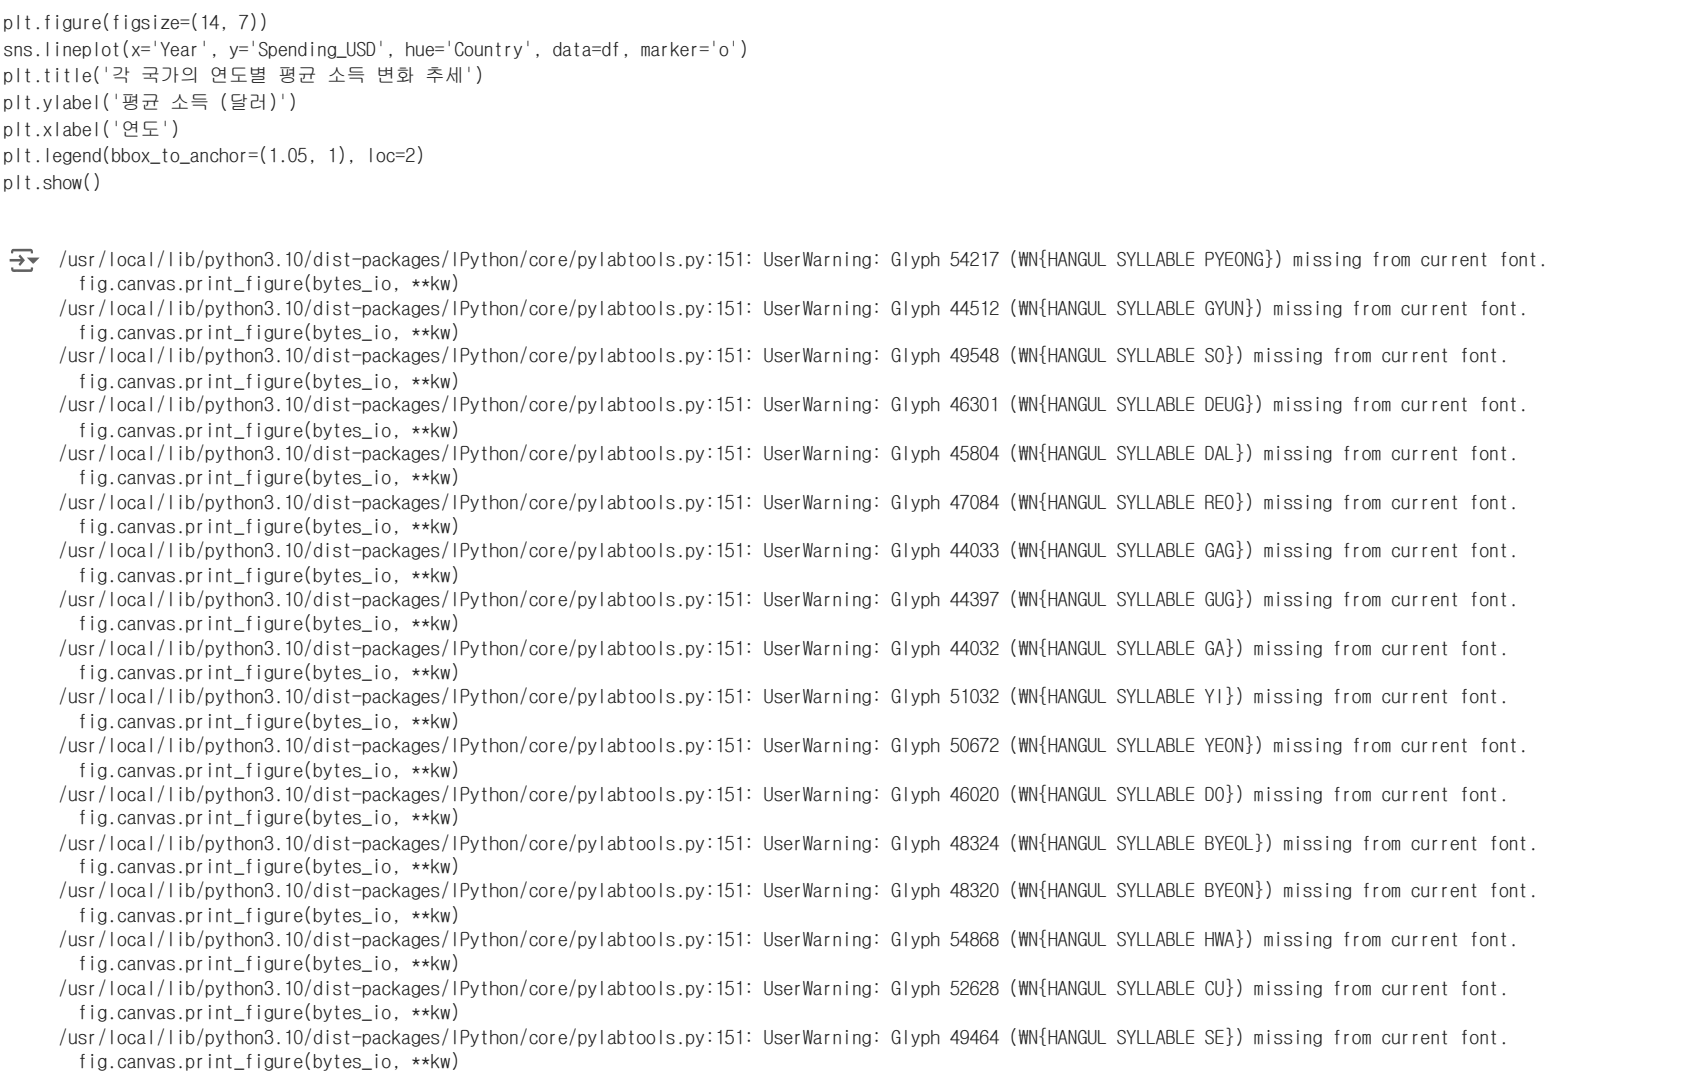 plt.figure(figsize=(14, 7))
sns.lineplot(x='Year', y='Spending_USD', hue='Country', data=df, marker='o')
plt.title('각 국가의 연도별 평균 소득 변화 추세')
plt.ylabel('평균 소득 (달러)')
plt.xlabel('연도')
plt.legend(bbox_to_anchor=(1.05, 1), loc=2)
plt.show()
/usr/local/lib/python3.10/dist-packages/IPython/core/pylabtools.py:151: UserWarning: Glyph 54217 (₩N{HANGUL SYLLABLE PYEONG}) missing from current font.
fig.canvas.print_figure(bytes_io, **kw)
/usr/local/lib/python3.10/dist-packages/IPython/core/pylabtools.py:151: UserWarning: Glyph 44512 (₩N{HANGUL SYLLABLE GYUN}) missing from current font.
fig.canvas.print_figure(bytes_io, **kw)
/usr/local/lib/python3.10/dist-packages/IPython/core/pylabtools.py:151: UserWarning: Glyph 49548 (₩N{HANGUL SYLLABLE SO}) missing from current font.
fig.canvas.print_figure(bytes_io, **kw)
/usr/local/lib/python3.10/dist-packages/IPython/core/pylabtools.py:151: UserWarning: Glyph 46301 (₩N{HANGUL SYLLABLE DEUG}) missing from current font.
fig.canvas.print_figure(bytes_io, **kw)
/usr/local/lib/python3.10/dist-packages/IPython/core/pylabtools.py:151: UserWarning: Glyph 45804 (₩N{HANGUL SYLLABLE DAL}) missing from current font.
fig.canvas.print_figure(bytes_io, **kw)
/usr/local/lib/python3.10/dist-packages/IPython/core/pylabtools.py:151: UserWarning: Glyph 47084 (₩N{HANGUL SYLLABLE REO}) missing from current font.
fig.canvas.print_figure(bytes_io, **kw)
/usr/local/lib/python3.10/dist-packages/IPython/core/pylabtools.py:151: UserWarning: Glyph 44033 (₩N{HANGUL SYLLABLE GAG}) missing from current font.
fig.canvas.print_figure(bytes_io, **kw)
/usr/local/lib/python3.10/dist-packages/IPython/core/pylabtools.py:151: UserWarning: Glyph 44397 (₩N{HANGUL SYLLABLE GUG}) missing from current font.
fig.canvas.print_figure(bytes_io, **kw)
/usr/local/lib/python3.10/dist-packages/IPython/core/pylabtools.py:151: UserWarning: Glyph 44032 (₩N{HANGUL SYLLABLE GA}) missing from current font.
fig.canvas.print_figure(bytes_io, **kw)
/usr/local/lib/python3.10/dist-packages/IPython/core/pylabtools.py:151: UserWarning: Glyph 51032 (₩N{HANGUL SYLLABLE YI}) missing from current font.
fig.canvas.print_figure(bytes_io, **kw)
/usr/local/lib/python3.10/dist-packages/IPython/core/pylabtools.py:151: UserWarning: Glyph 50672 (₩N{HANGUL SYLLABLE YEON}) missing from current font.
fig.canvas.print_figure(bytes_io, **kw)
/usr/local/lib/python3.10/dist-packages/IPython/core/pylabtools.py:151: UserWarning: Glyph 46020 (₩N{HANGUL SYLLABLE DO}) missing from current font.
fig.canvas.print_figure(bytes_io, **kw)
/usr/local/lib/python3.10/dist-packages/IPython/core/pylabtools.py:151: UserWarning: Glyph 48324 (₩N{HANGUL SYLLABLE BYEOL}) missing from current font.
fig.canvas.print_figure(bytes_io, **kw)
/usr/local/lib/python3.10/dist-packages/IPython/core/pylabtools.py:151: UserWarning: Glyph 48320 (₩N{HANGUL SYLLABLE BYEON}) missing from current font.
fig.canvas.print_figure(bytes_io, **kw)
/usr/local/lib/python3.10/dist-packages/IPython/core/pylabtools.py:151: UserWarning: Glyph 54868 (₩N{HANGUL SYLLABLE HWA}) missing from current font.
fig.canvas.print_figure(bytes_io, **kw)
/usr/local/lib/python3.10/dist-packages/IPython/core/pylabtools.py:151: UserWarning: Glyph 52628 (₩N{HANGUL SYLLABLE CU}) missing from current font.
fig.canvas.print_figure(bytes_io, **kw)
/usr/local/lib/python3.10/dist-packages/IPython/core/pylabtools.py:151: UserWarning: Glyph 49464 (₩N{HANGUL SYLLABLE SE}) missing from current font.
fig.canvas.print_figure(bytes_io, **kw)